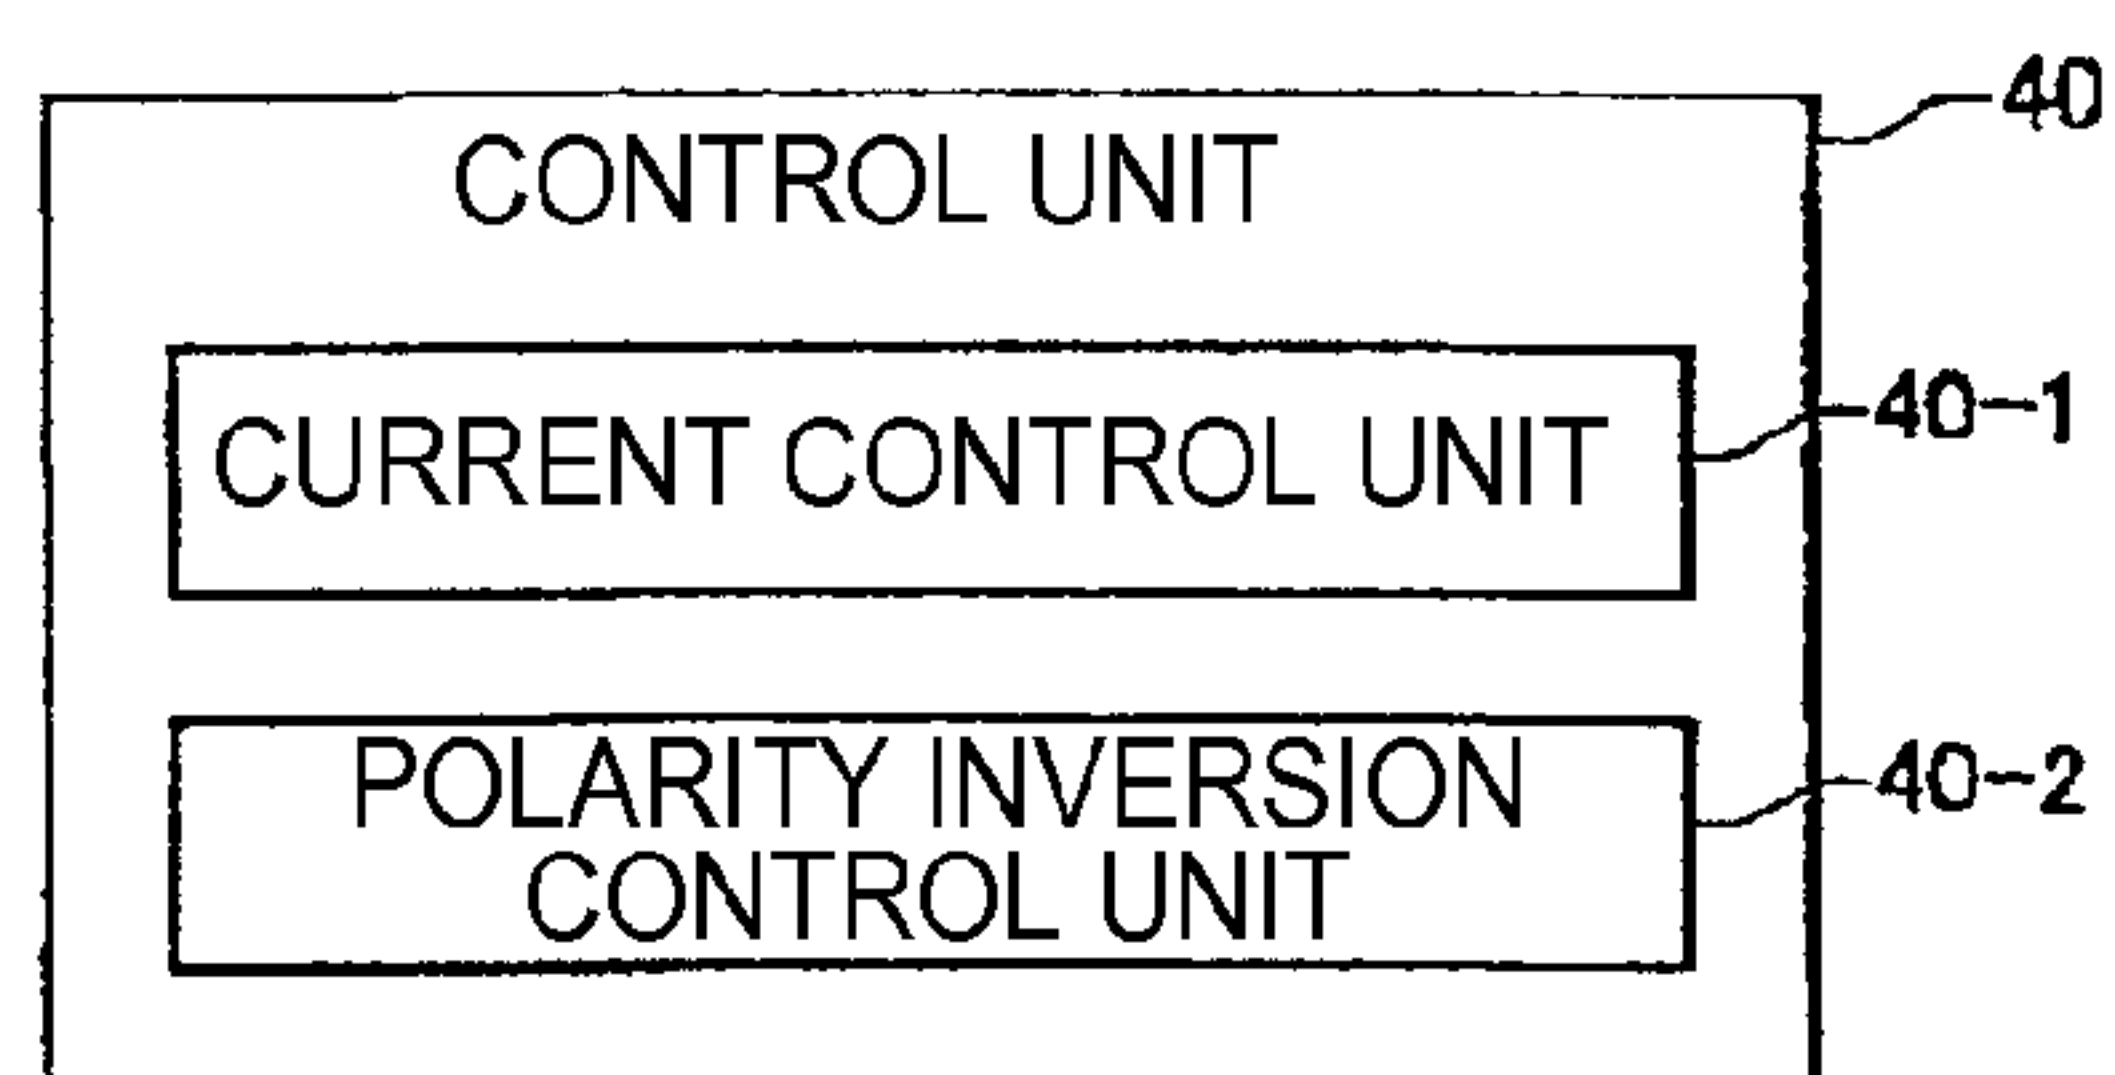 40
CONTROL UNIT
CURRENT CONTROL UNIT
40-1
POLARITY INVERSION
CONTROL UNIT
40-2